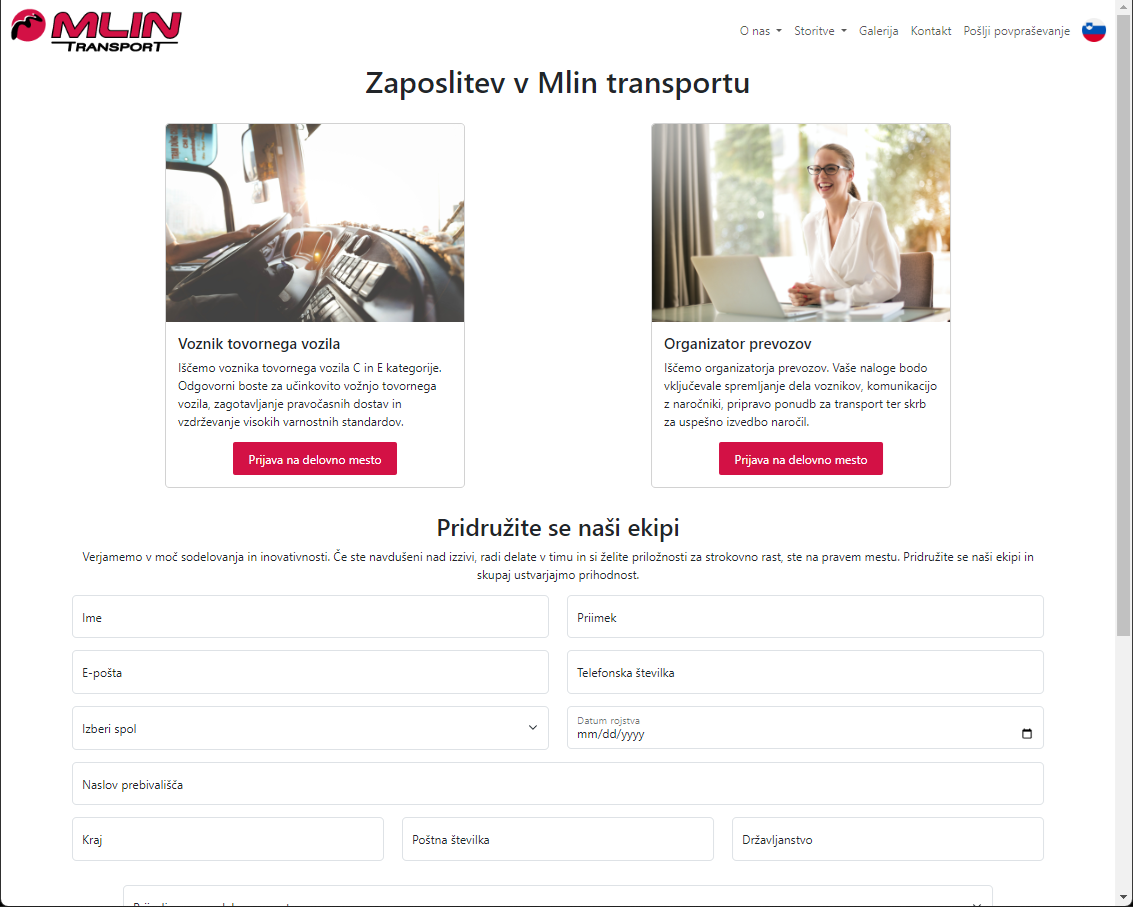 MLIN
TRANSPORT
O nas
Storitve
Galerija
Kontakt
Pošlji povpraševanje
Zaposlitev v Mlin transportu
Voznik tovornega vozila
Iščemo voznika tovornega vozila C in E kategorije.
Odgovorni boste za učinkovito vožnjo tovornega
vozila, zagotavljanje pravočasnih dostav in
vzdrževanje visokih varnostnih standardov.
Prijava na delovno mesto
Organizator prevozov
Iščemo organizatorja prevozov. Vaše naloge bodo
vključevale spremljanje dela voznikov, komunikacijo
z naročniki, pripravo ponudb za transport ter skrb
za uspešno izvedbo naročil.
Prijava na delovno mesto
Pridružite se naši ekipi
Verjamemo v moč sodelovanja in inovativnosti. Če ste navdušeni nad izzivi, radi delate v timu in si želite priložnosti za strokovno rast, ste na pravem mestu. Pridružite se naši ekipi in
skupaj ustvarjajmo prihodnost.
Ime
Priimek
E-pošta
Telefonska številka
Izberi spol
Datum rojstva
mm/dd/yyyy
Naslov prebivališča
Kraj
Poštna številka
Državljanstvo